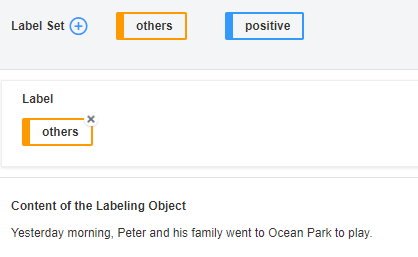 Label Set
others
positive
Label
others
Content of the Labeling Object
Yesterday morning, Peter and his family went to Ocean Park to play.